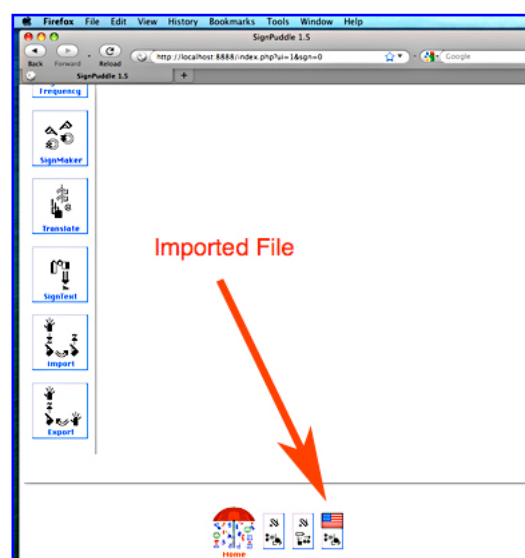 Firefox File Edit View History Bookmarks Tools Window Help
SignPuddle 1.5
Back Forward Reload
http://localhost:8888/index.php?ui=1&sgn=0
Google
SignPuddle 1.5
+
Frequency
SignMaker
Translate
SignText
Import
Export
Imported File
Home